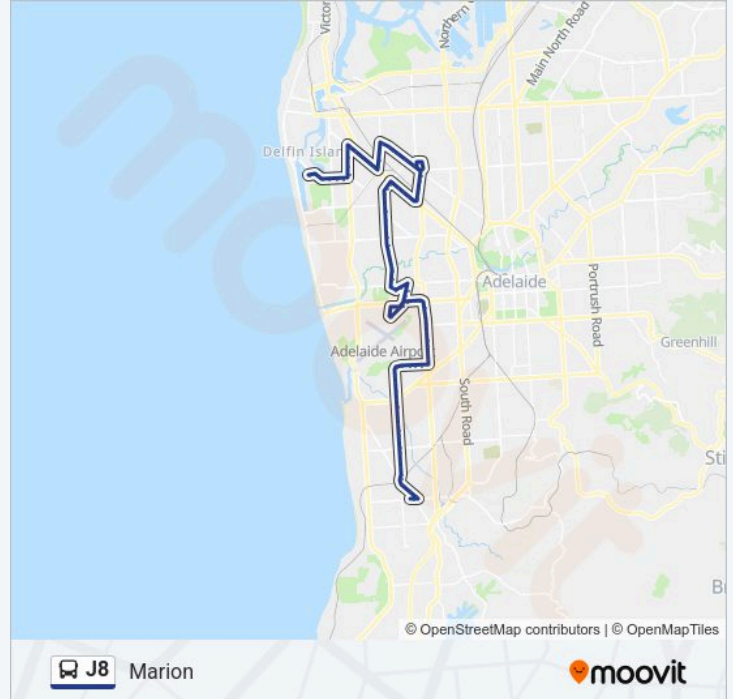 Victor
Northern
Main North Road
Delfin Islan
Adelaide
Portrush Road
Greenhill
Adelaide Airpo
South Road
Sti
B
© OpenStreetMap contributors | © OpenMapTiles
J8 Marion
moovit